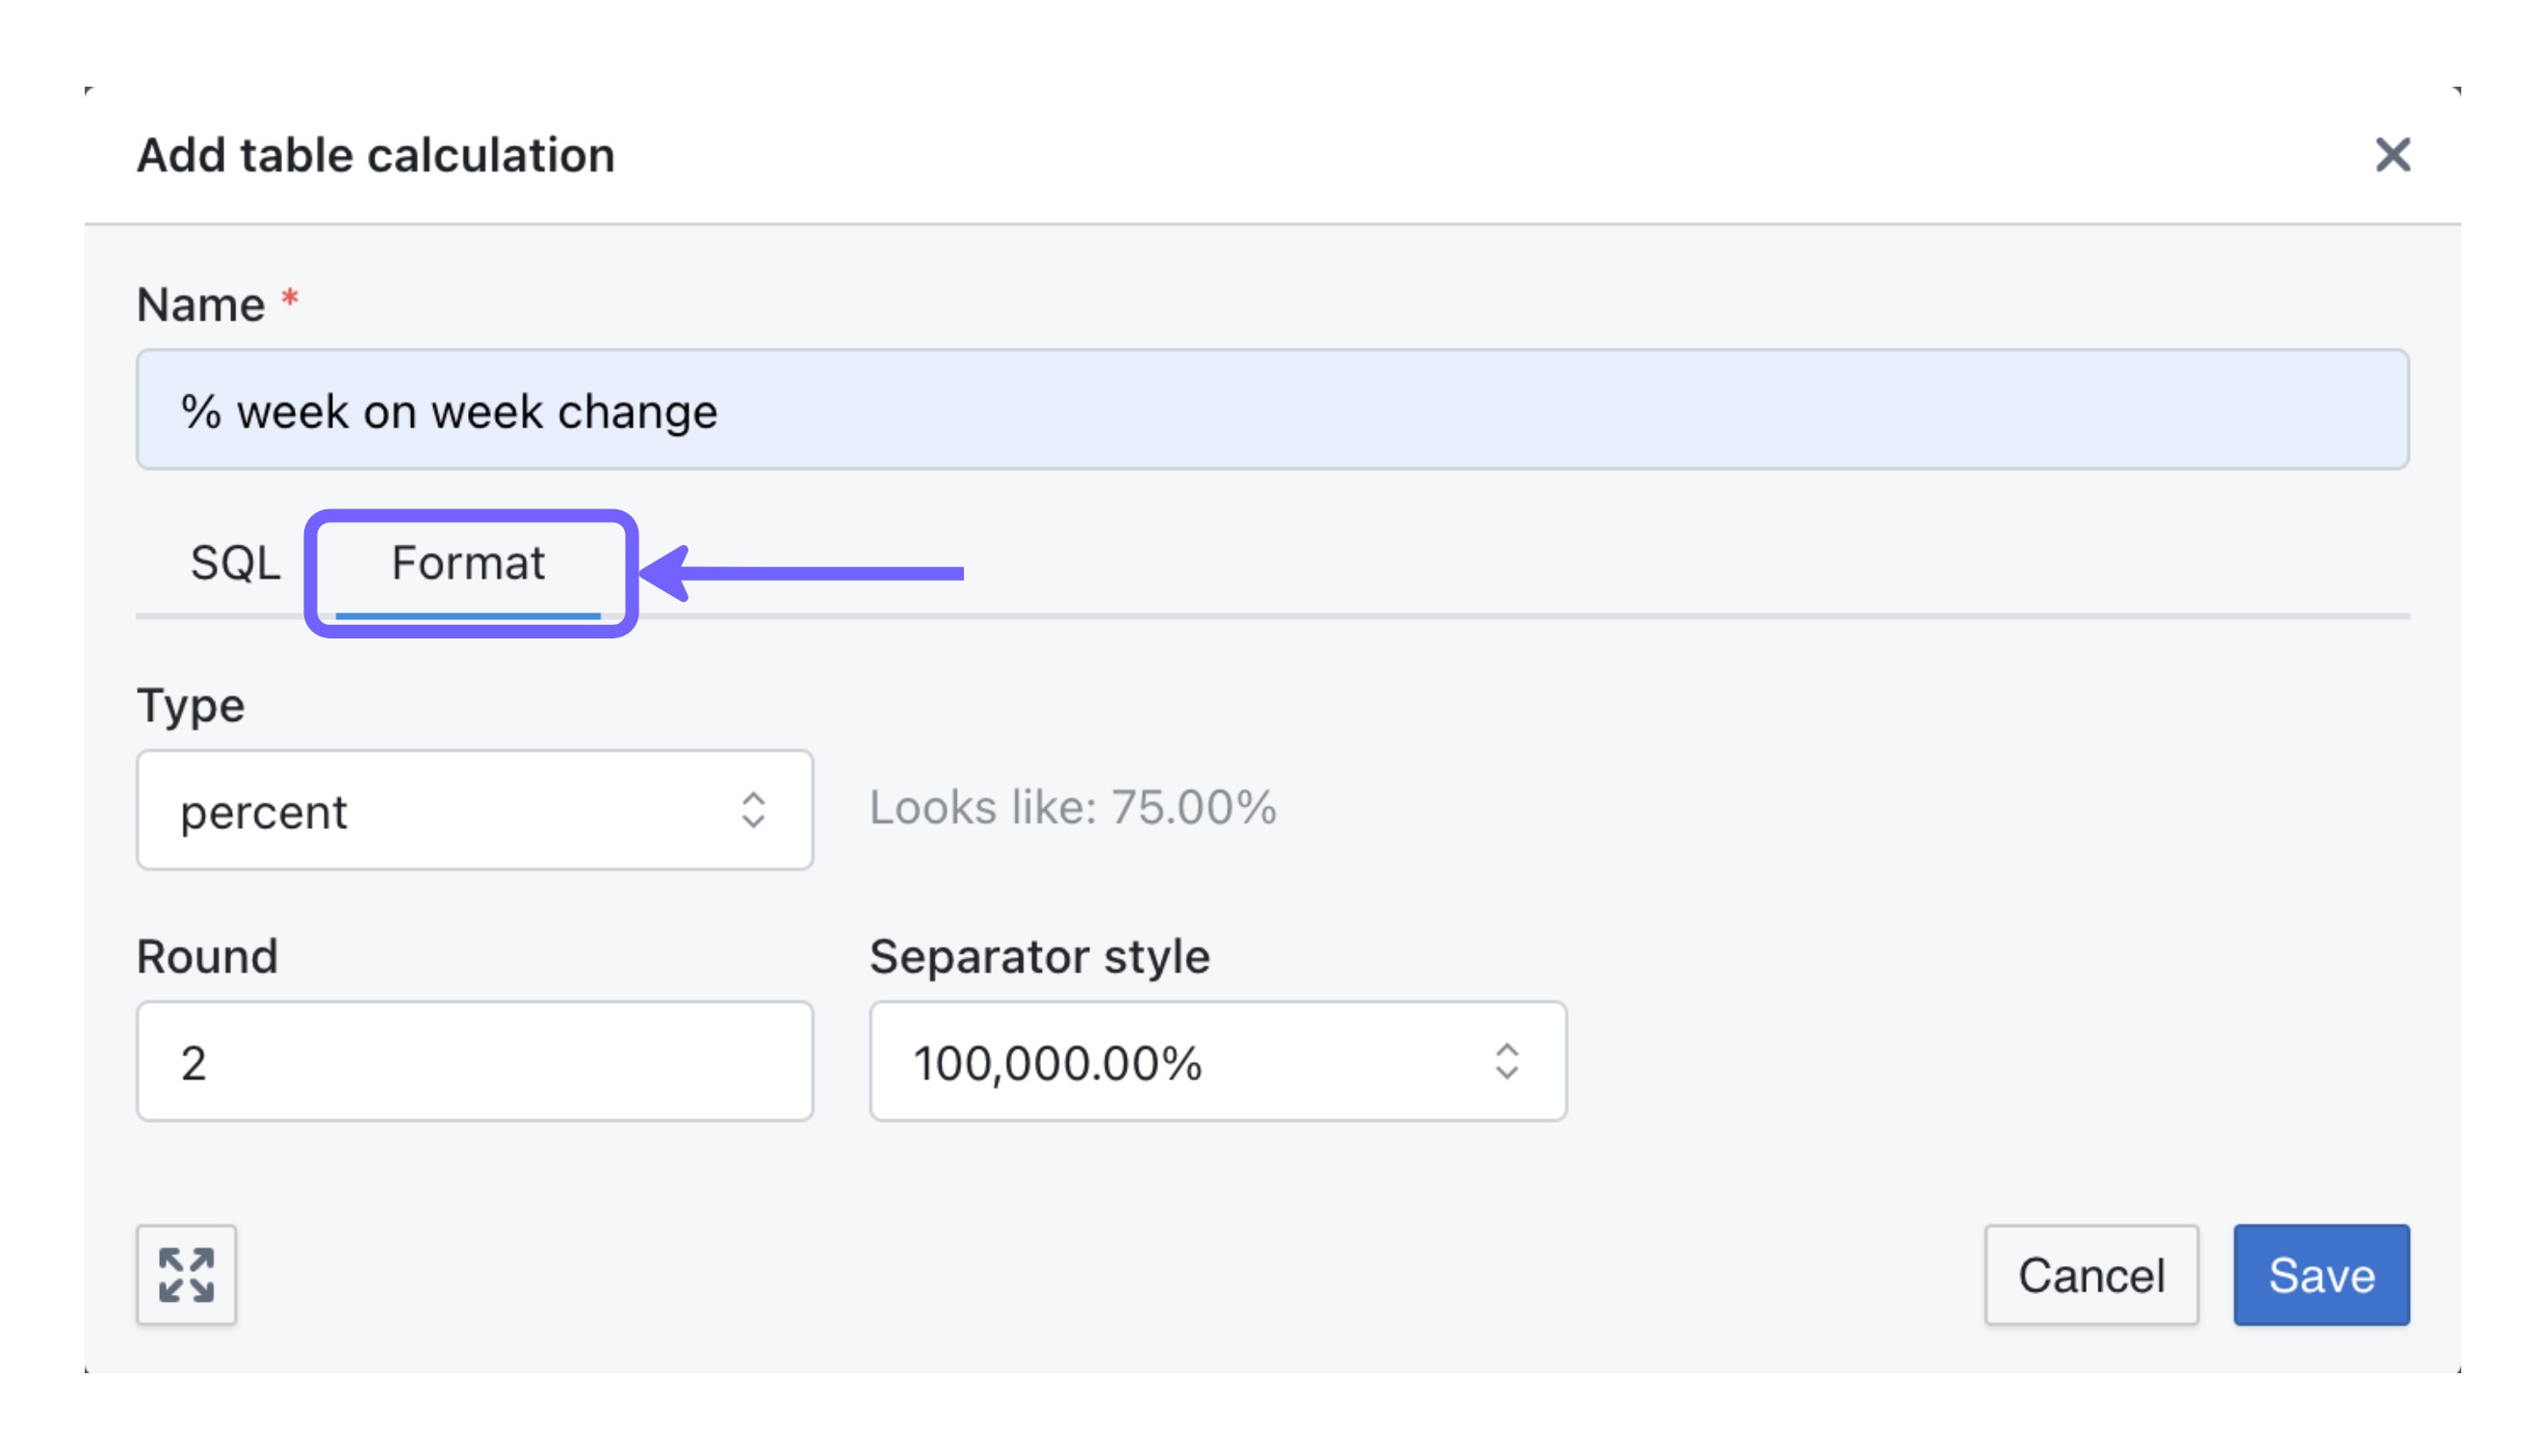 Add table calculation
Name *
% week on week change
SQL Format
Type
percent
Looks like: 75.00%
Round
Separator style
2
100,000.00%
Cancel
Save